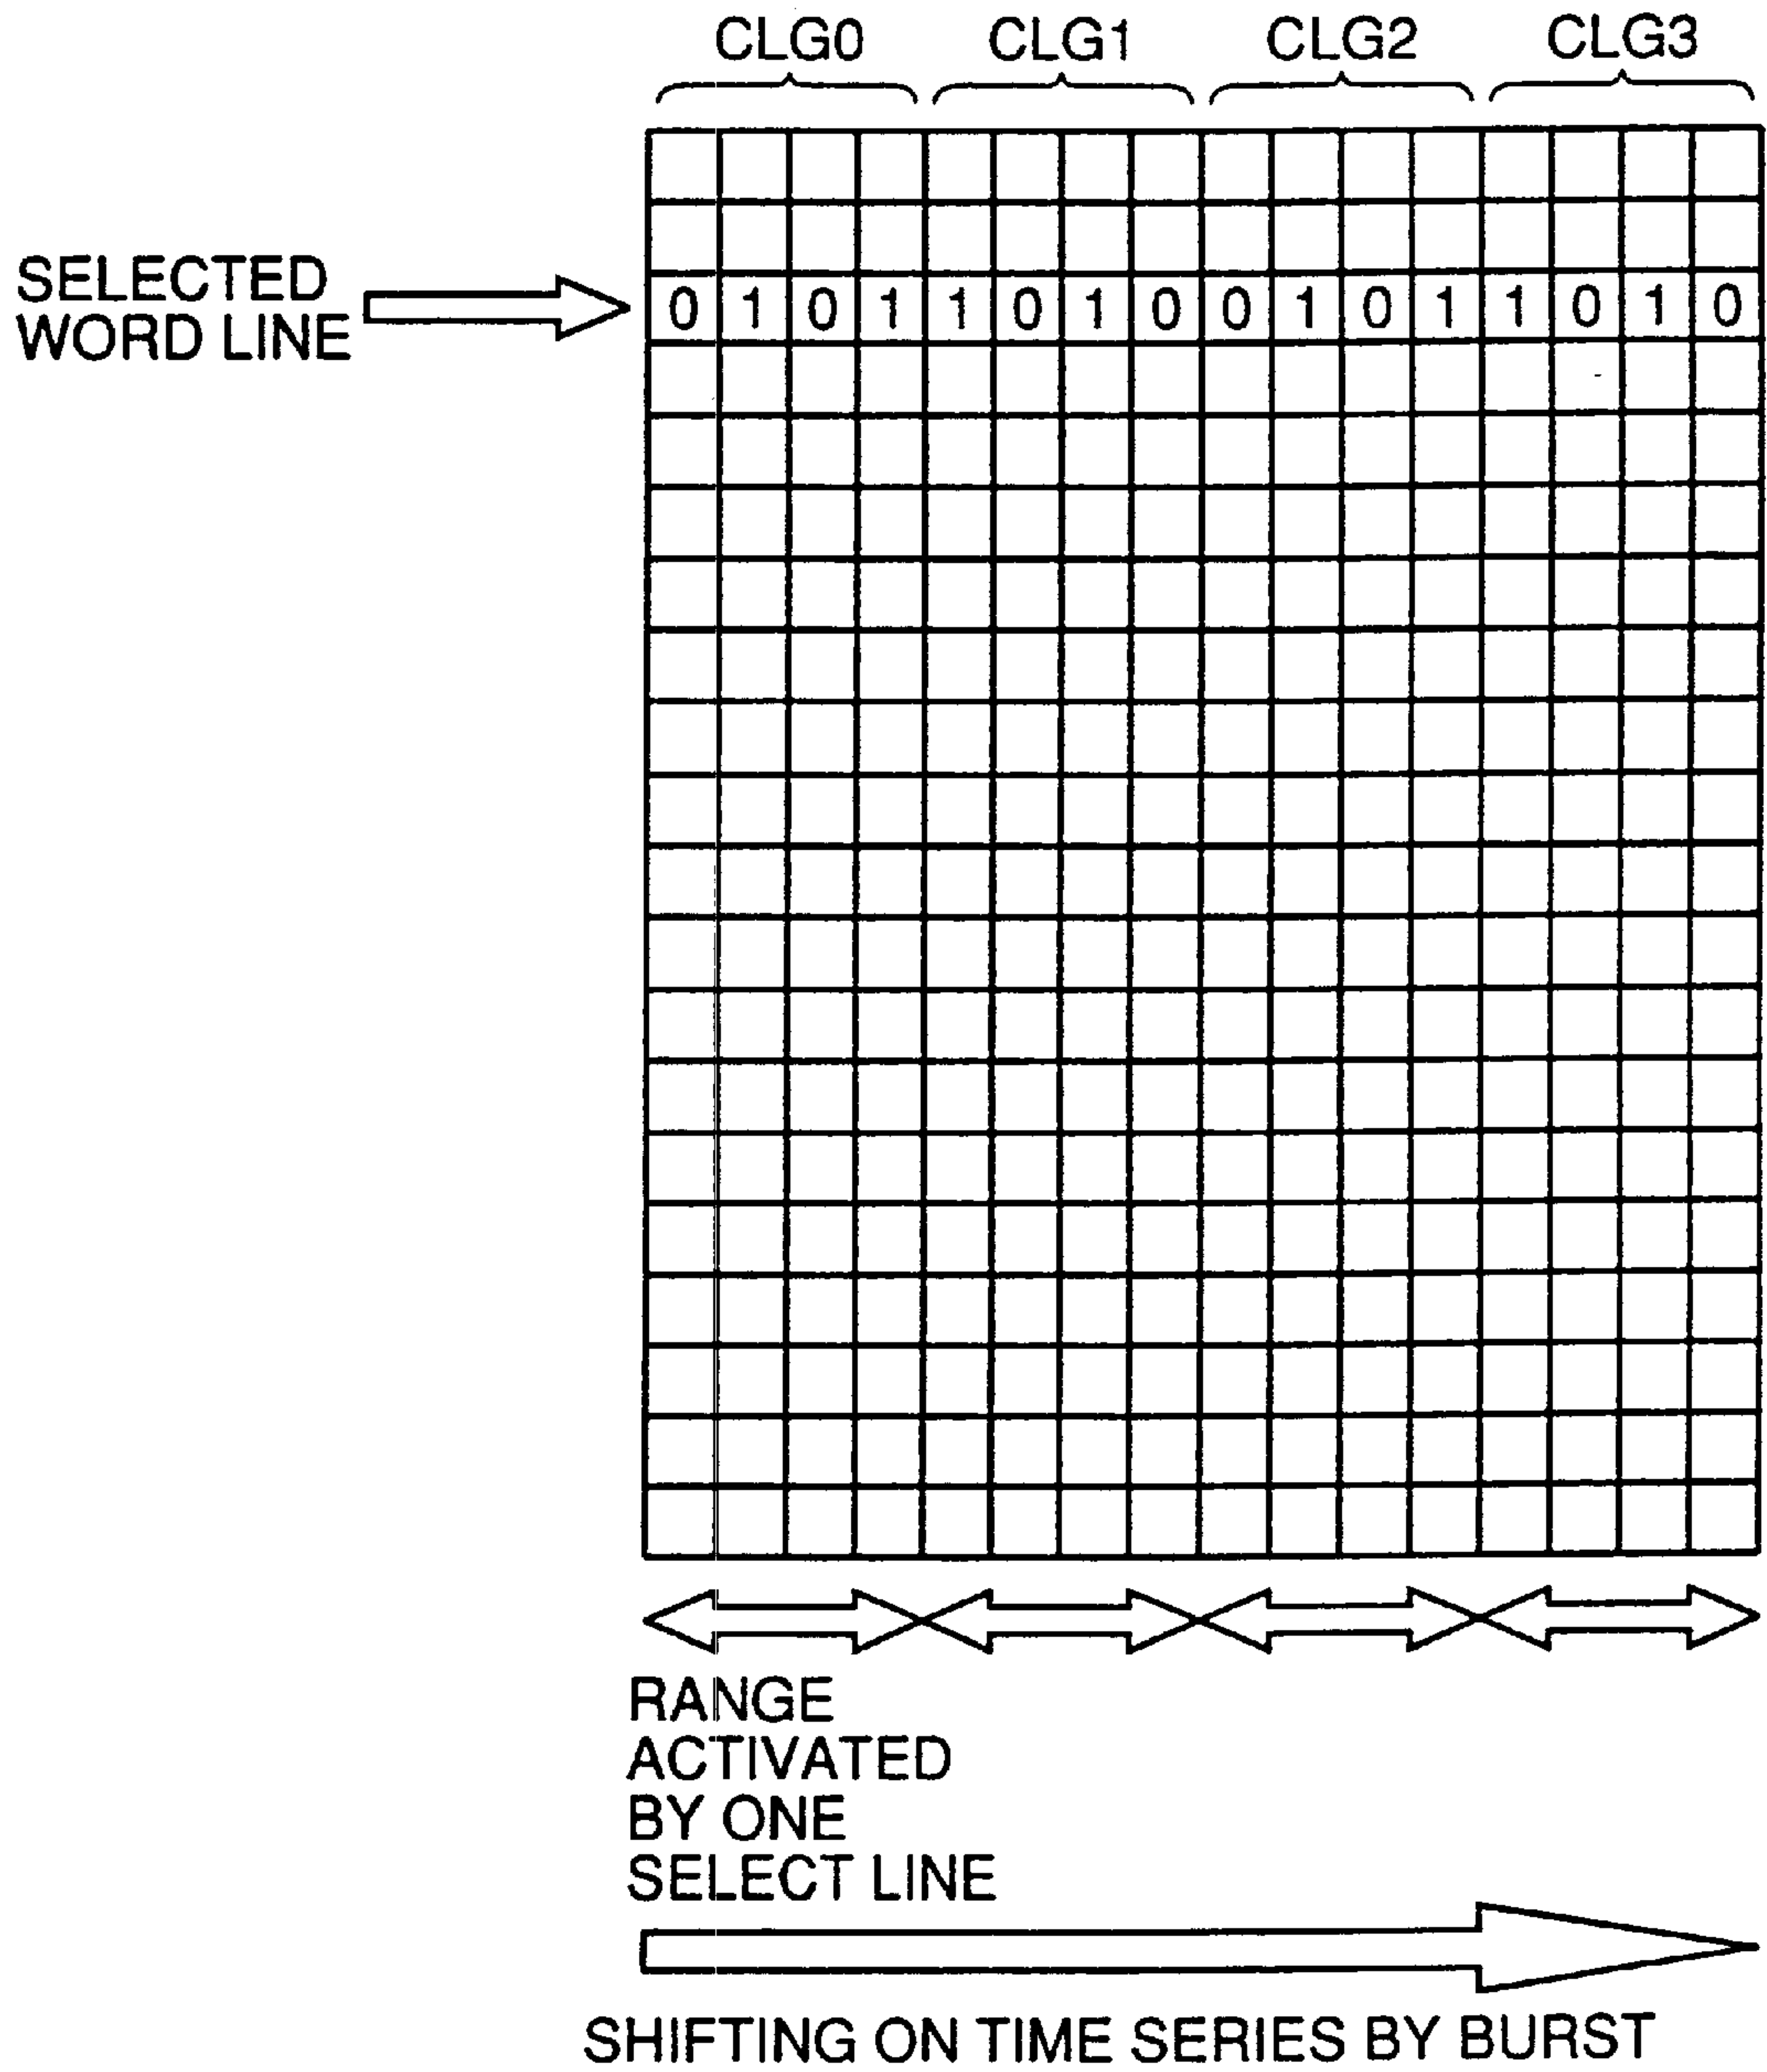 CLG0 CLG1 CLG2 CLG3
SELECTED
WORD LINE
0 1 0 1 1 0 1 0 0 1 0 1 1 0 1 0
RANGE
ACTIVATED
BY ONE
SELECT LINE
SHIFTING ON TIME SERIES BY BURST